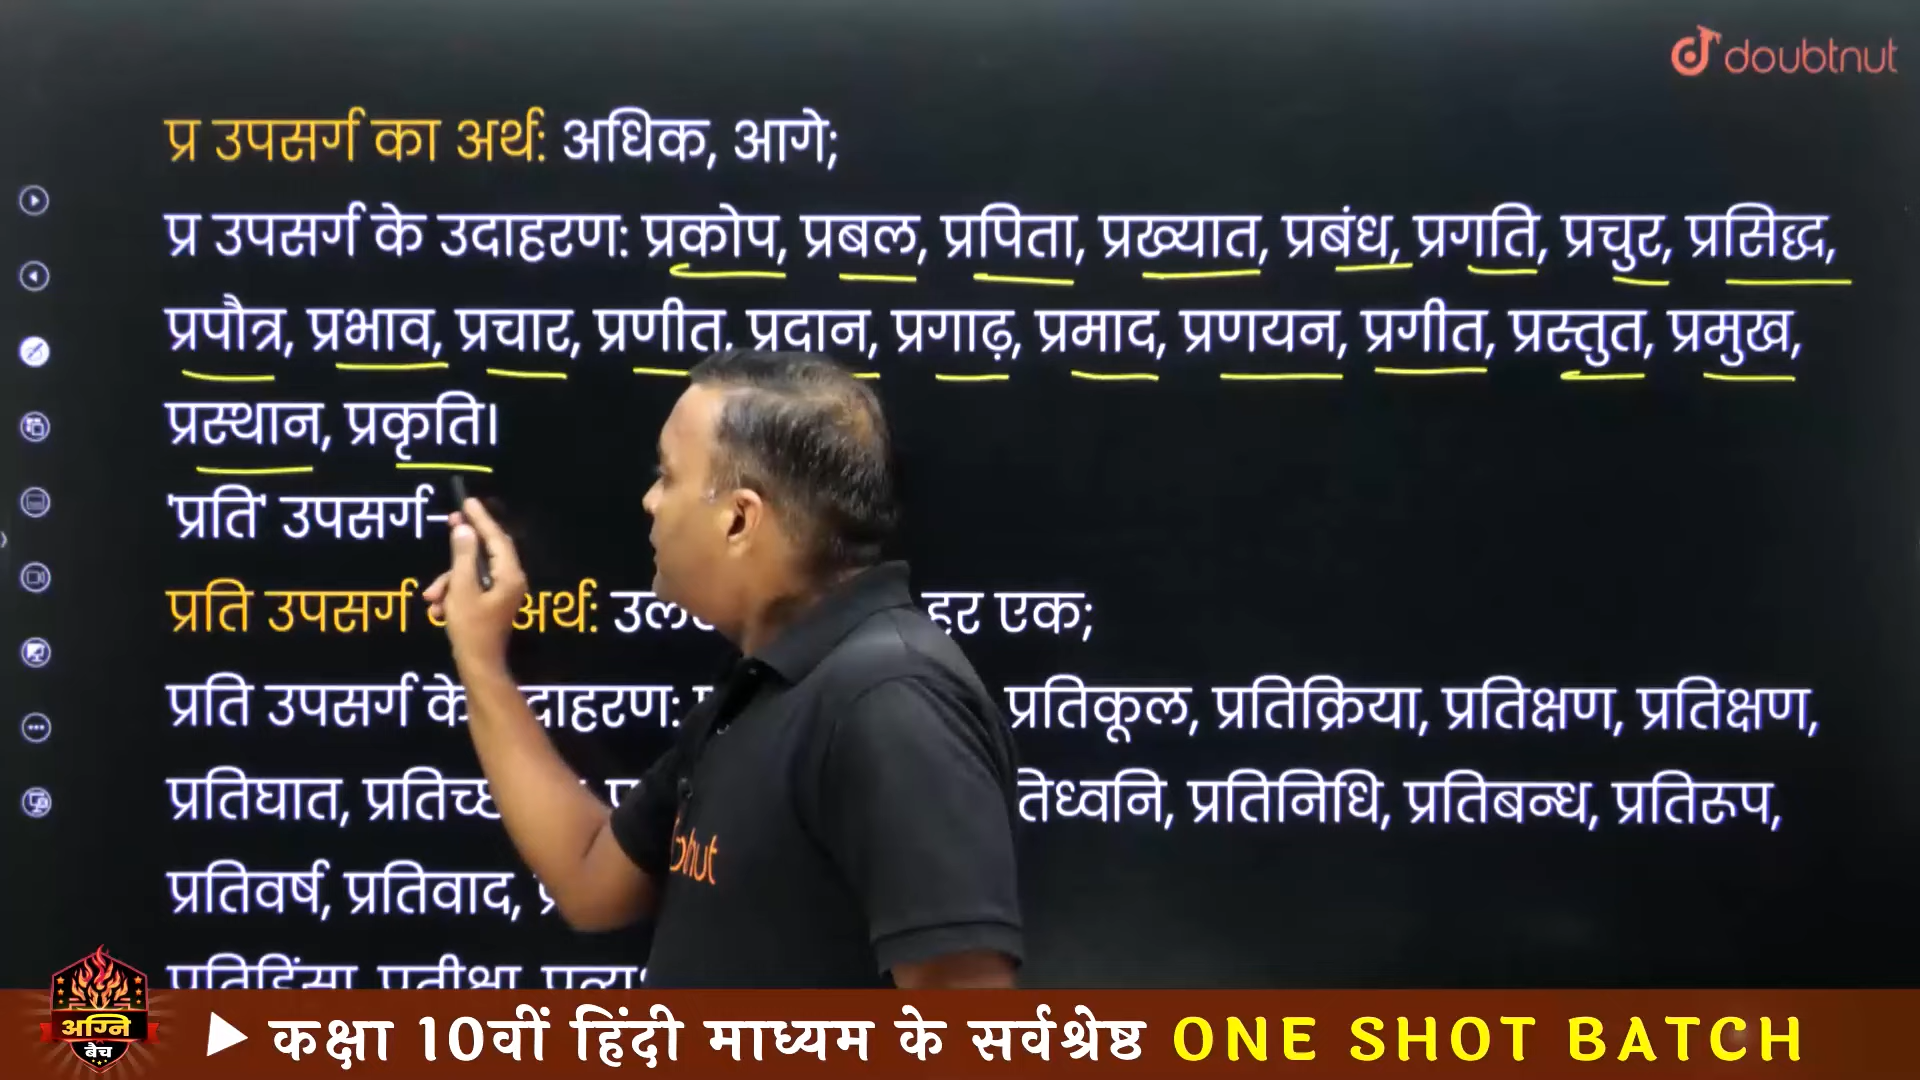 doubtnut
प्र उपसर्ग का अर्थ: अधिक, आगे;
प्र उपसर्ग के उदाहरण: प्रकोप, प्रबल, प्रपिता, प्रख्यात, प्रबंध, प्रगति, प्रचुर, प्रसिद्ध,
प्रपौत्र, प्रभाव, प्रचार, प्रणीत, प्रदान, प्रगाढ़, प्रमाद, प्रणयन, प्रगीत, प्रस्तुत, प्रमुख,
प्रस्थान, प्रकृति।
'प्रति' उपसर्ग–
प्रति उपसर्ग अर्थ: हर एक;
प्रति उपसर्ग के प्रतिकूल, प्रतिक्रिया, प्रतिक्षण, प्रतिक्षण,
प्रतिघात, प्रतिनिधि, प्रतिबन्ध, प्रतिरूप,
प्रतिवर्ष, प्रतिवाद,
प्रतिहिंसा, प्रतीक्षा,
अग्नि
बैच
कक्षा 10वीं हिंदी माध्यम के सर्वश्रेष्ठ ONE SHOT BATCH